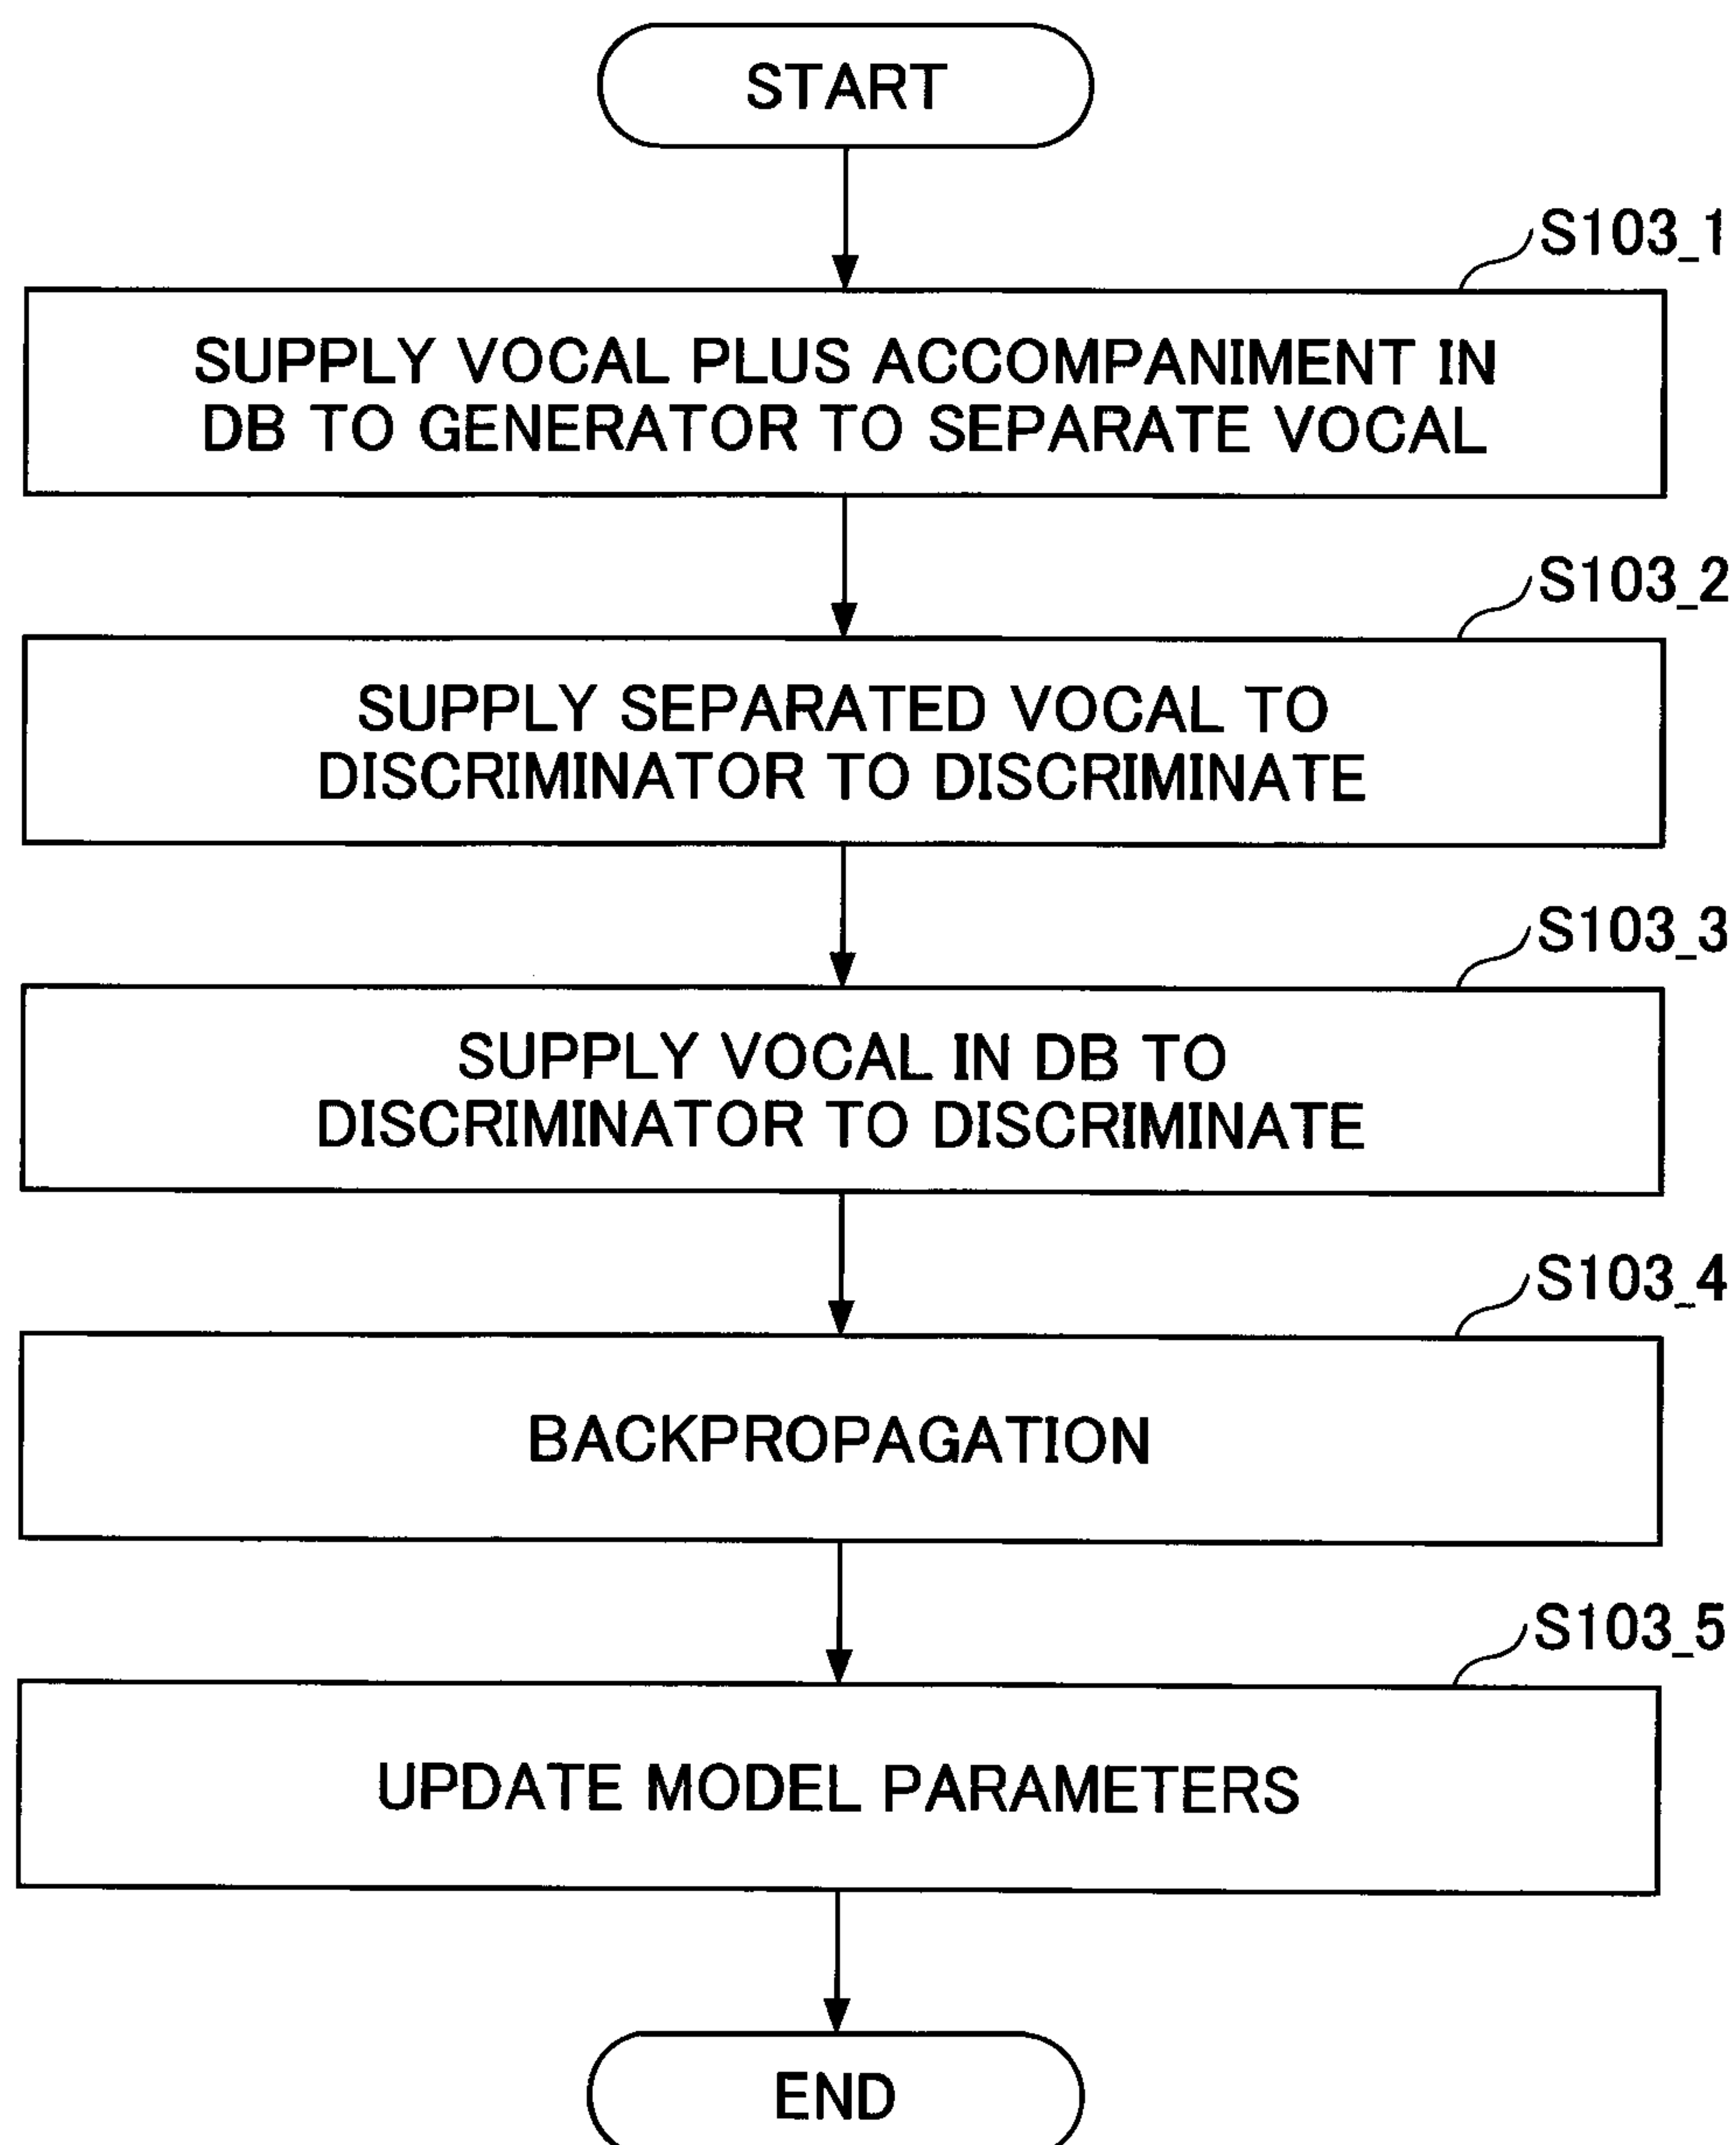 START
S103_1
SUPPLY VOCAL PLUS ACCOMPANIMENT IN
DB TO GENERATOR TO SEPARATE VOCAL
S103_2
SUPPLY SEPARATED VOCAL TO
DISCRIMINATOR TO DISCRIMINATE
S103_3
SUPPLY VOCAL IN DB TO
DISCRIMINATOR TO DISCRIMINATE
S103_4
BACKPROPAGATION
S103_5
UPDATE MODEL PARAMETERS
END